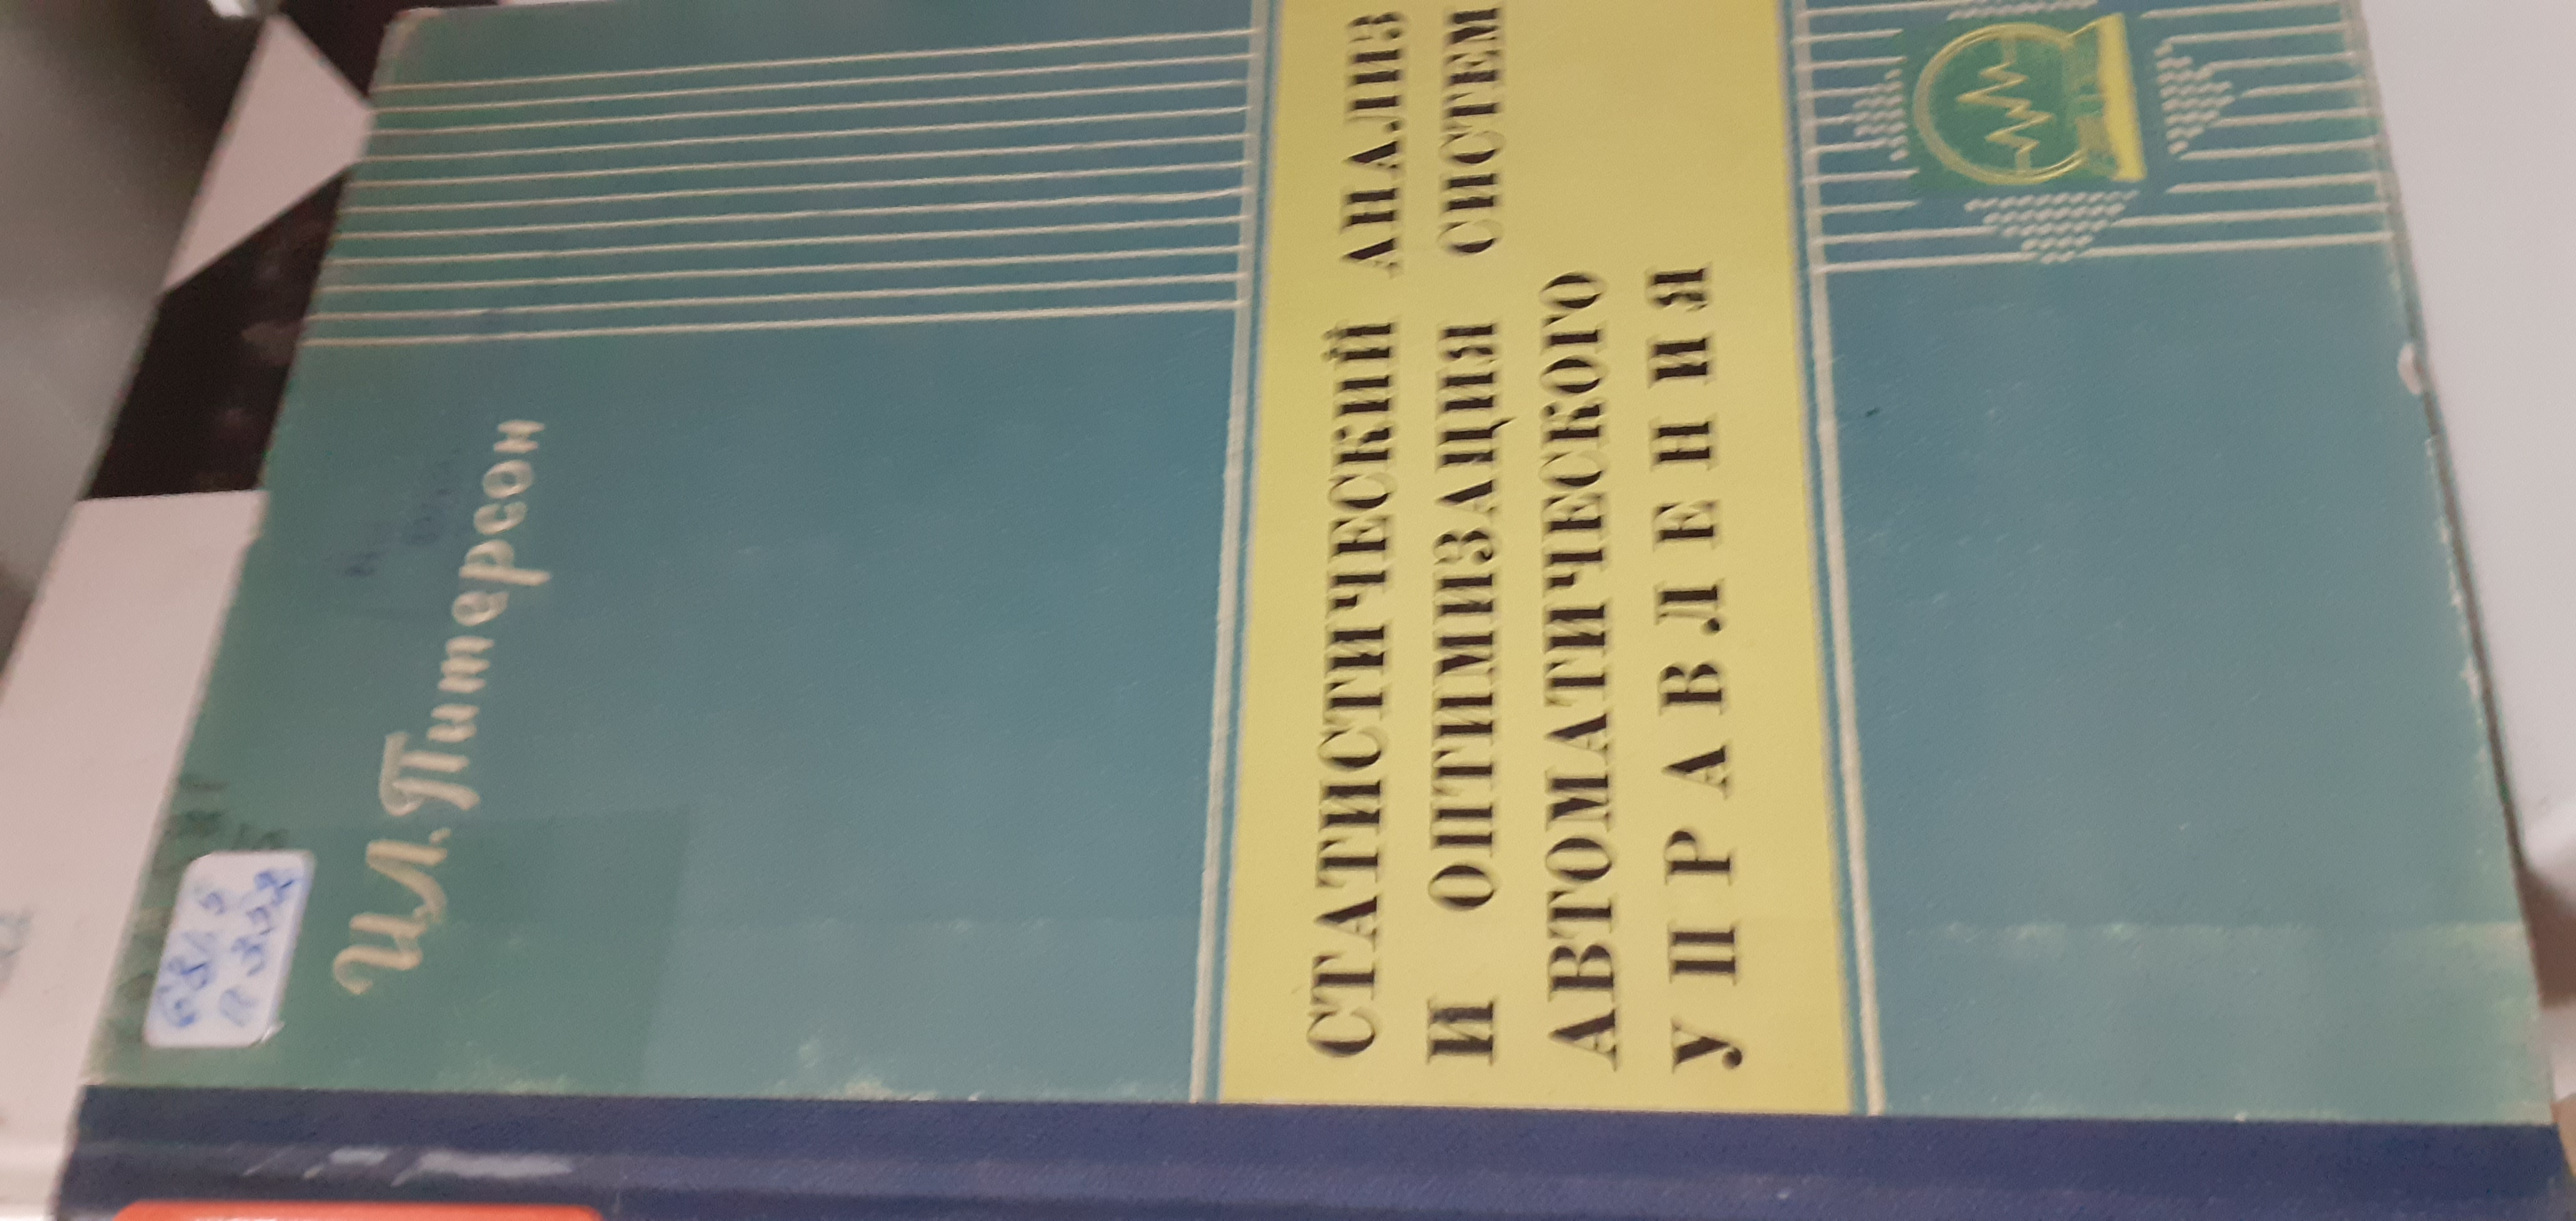 И.Л. Питерсон
СТАТИСТИЧЕСКИЙ АНАЛИЗ
И ОПТИМИЗАЦИЯ СИСТЕМ
АВТОМАТИЧЕСКОГО
УПРАВЛЕНИЯ